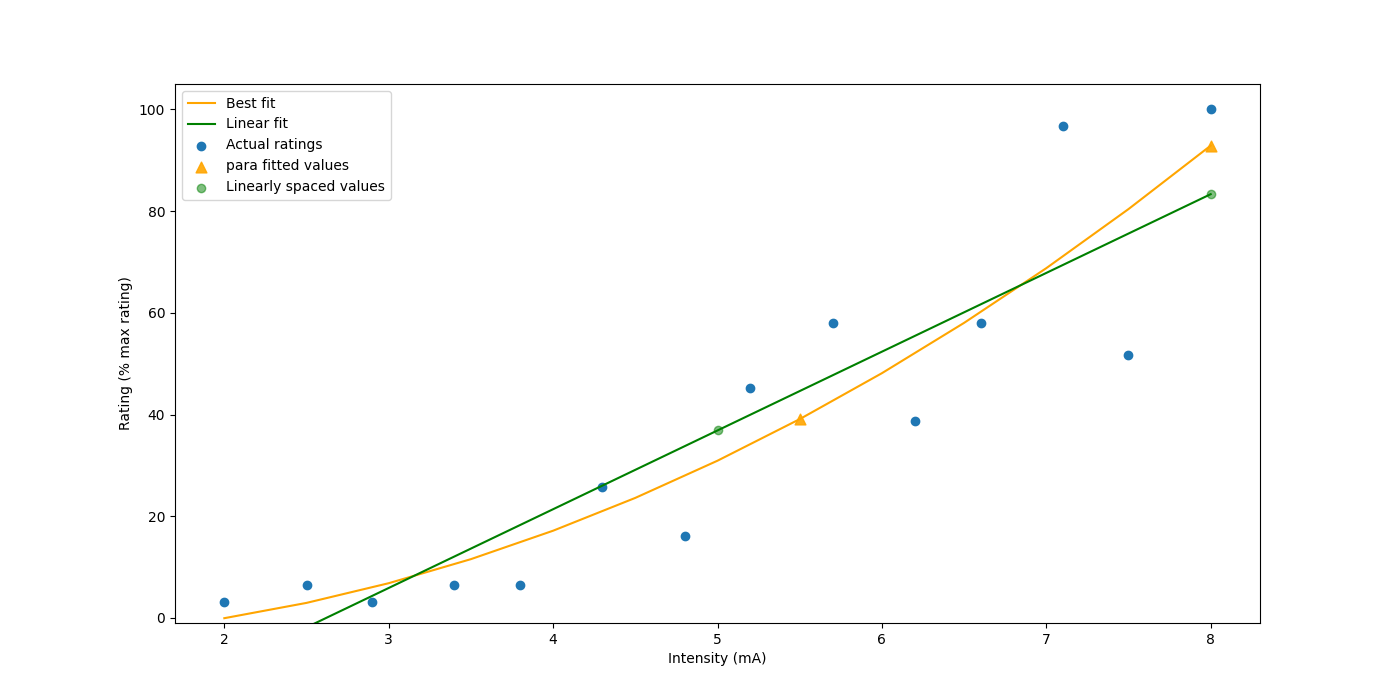 Best fit
Linear fit
Actual ratings
para fitted values
Linearly spaced values
100
80
60
40
20
0
Rating (% max rating)
2 3 4 5 6 7 8
Intensity (mA)